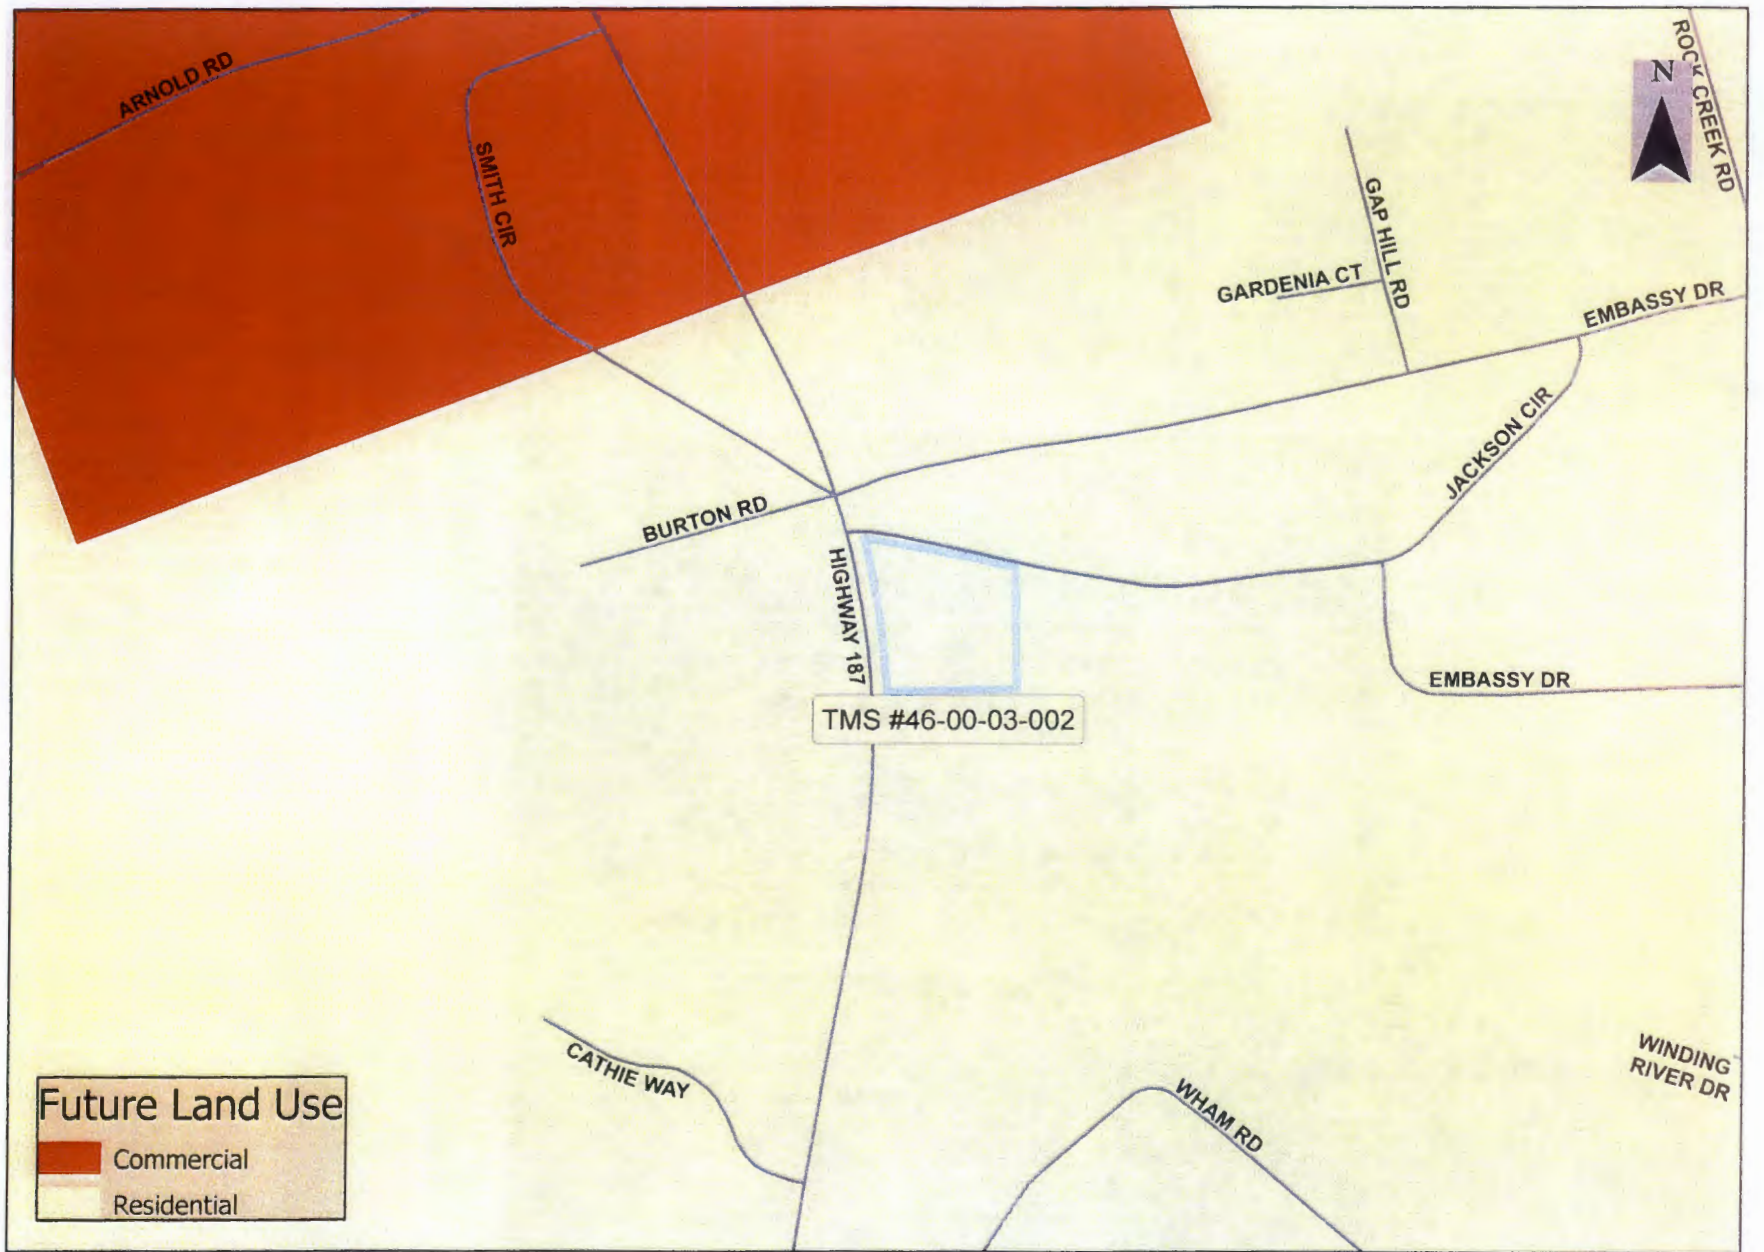 ARNOLD RD
SMITH CIR
ROCK CREEK RD
N
GAP HILL RD
GARDENIA CT
EMBASSY DR
JACKSON CIR
BURTON RD
HIGHWAY 187
EMBASSY DR
TMS #46-00-03-002
CATHIE WAY
WHAM RD
WINDING
RIVER DR
Future Land Use
Commercial
Residential